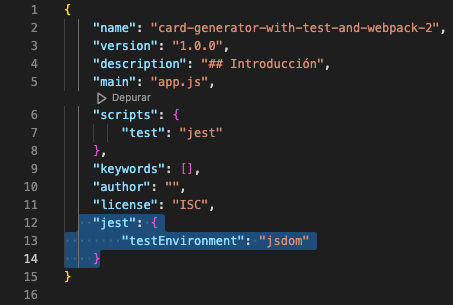 1 {
2 "name": "card-generator-with-test-and-webpack-2",
3 "version": "1.0.0",
4 "description": "## Introducción",
5 "main": "app.js",
Depurar
6 "scripts": {
7 "test": "jest"
8 },
9 "keywords": [],
10 "author": "",
11 "license": "ISC",
12 "jest": {
13 "testEnvironment": "jsdom"
14 }
15 }
16